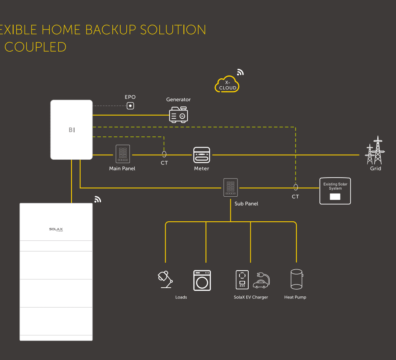 EXIBLE HOME BACKUP SOLUTION
COUPLED
X-
CLOUD
EPO
Generator
Main Panel
CT
Meter
Grid
Sub Panel
CT
Existing Solar
System
SOLAX
Loads
SolaX EV Charger
Heat Pump